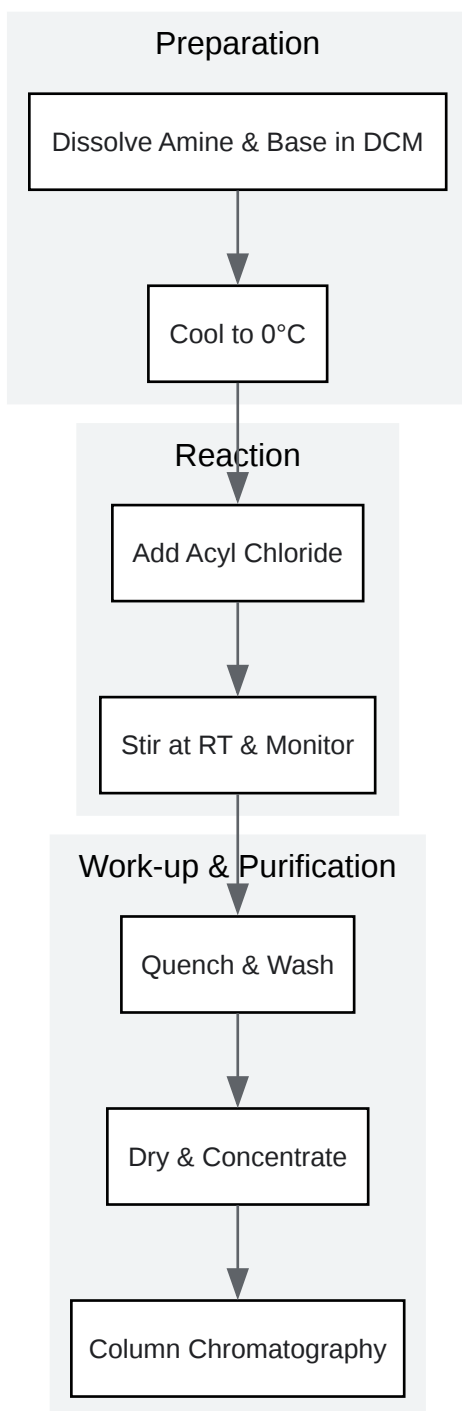 Preparation
Dissolve Amine & Base in DCM
Cool to 0°C
Reaction
Add Acyl Chloride
Stir at RT & Monitor
Work-up & Purification
Quench & Wash
Dry & Concentrate
Column Chromatography